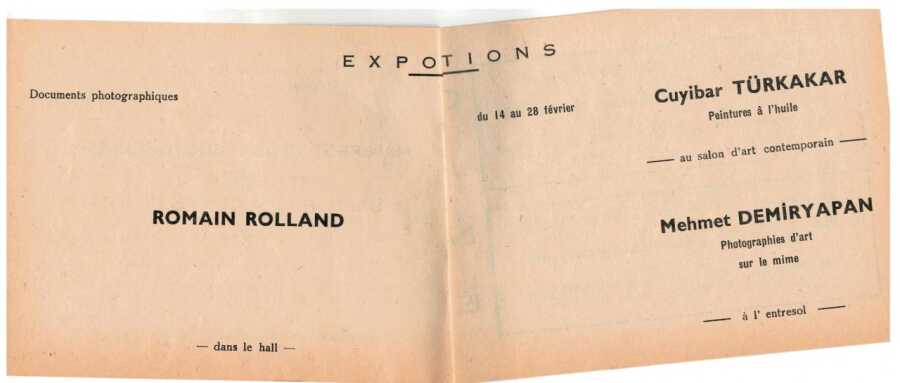 EXPOTIONS
Documents photographiques
ROMAIN ROLLAND
— dans le hall —
du 14 au 28 février
Cuyibar TÜRKAKAR
Peintures â l'huile
— au salon d'art contemporain —
Mehmet DEMİRYAPAN
Photographies d'art
sur le mime
— à l' entresol —